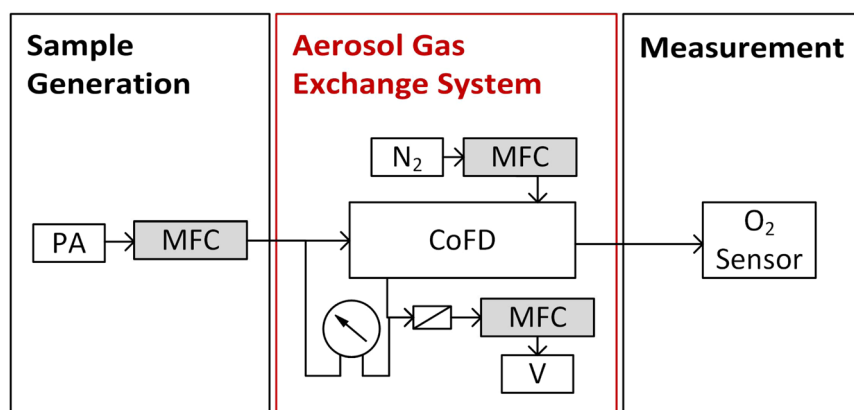 Sample
Generation
Aerosol Gas
Exchange System
Measurement
N₂
MFC
PA
MFC
CoFD
O₂
Sensor
MFC
V